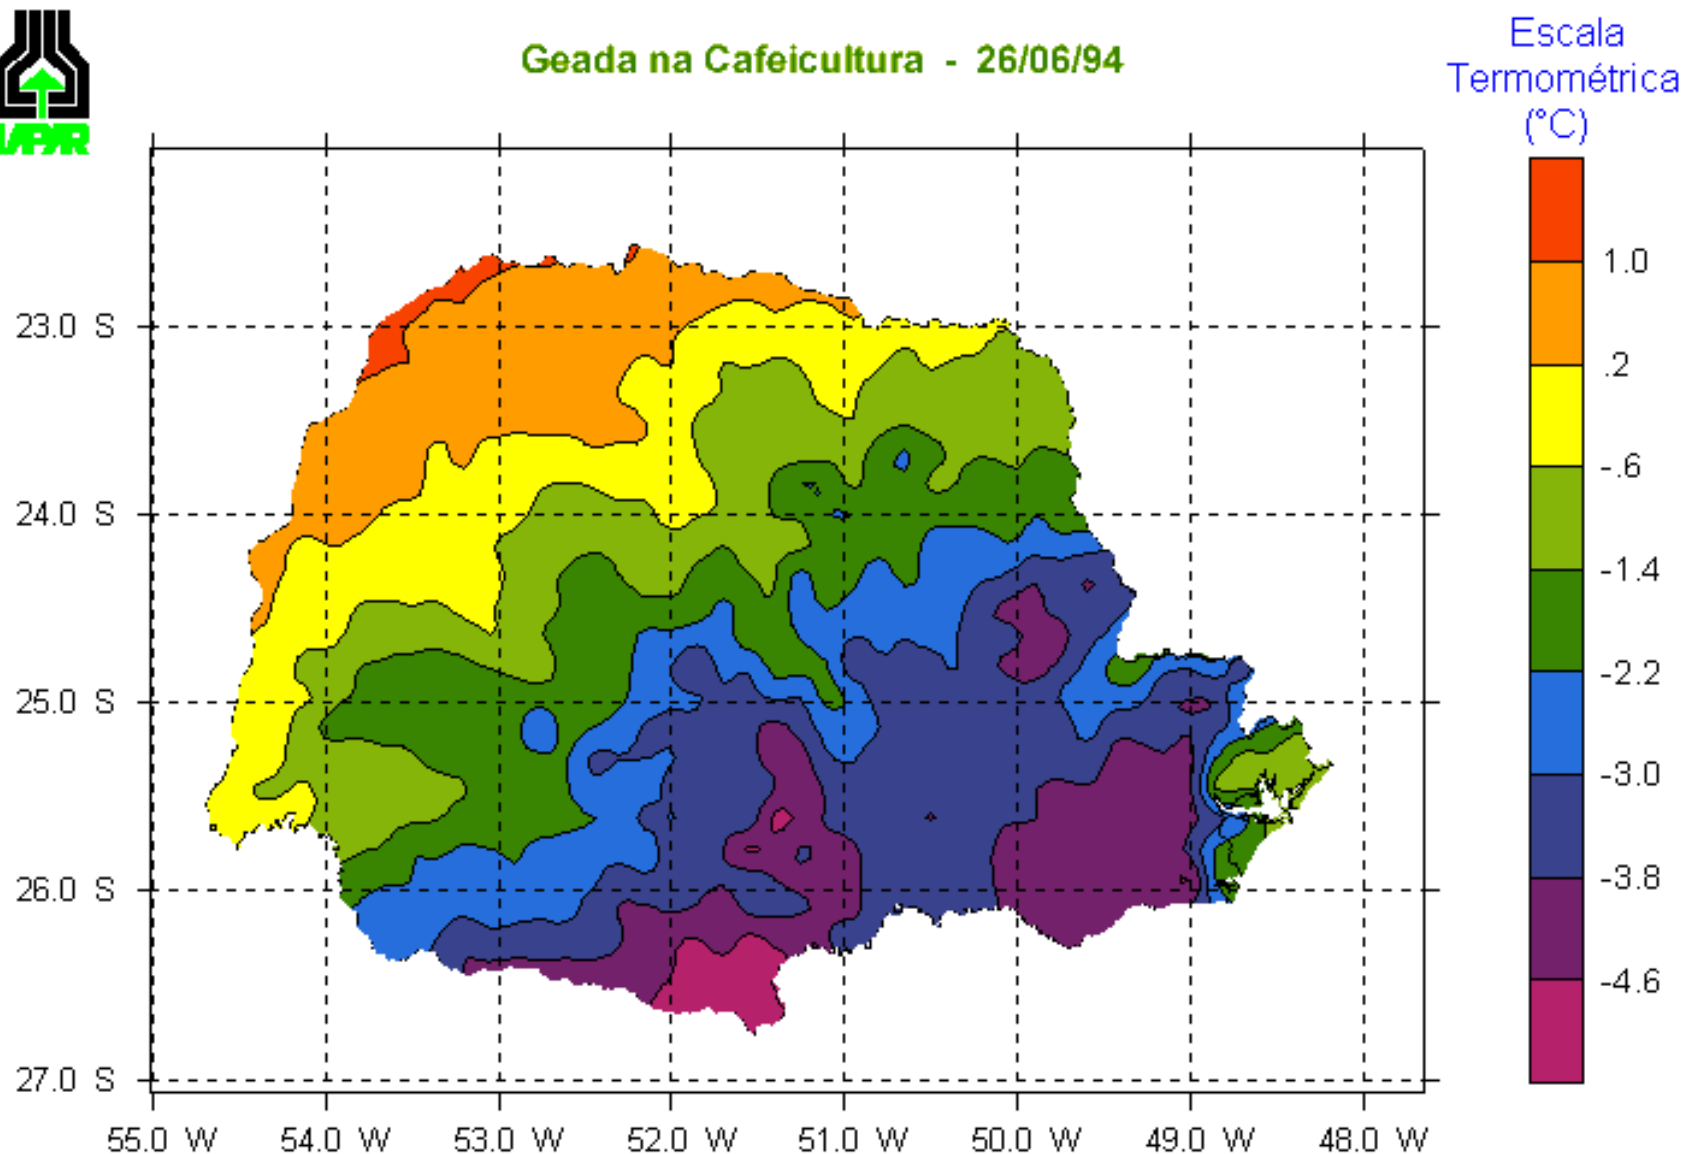 Geada na Cafeicultura - 26/06/94
Escala
Termométrica
(°C)
IAPAR
1.0
.2
-.6
-1.4
-2.2
-3.0
-3.8
-4.6
23.0 S
24.0 S
25.0 S
26.0 S
27.0 S
55.0 W 54.0 W 53.0 W 52.0 W 51.0 W 50.0 W 49.0 W 48.0 W